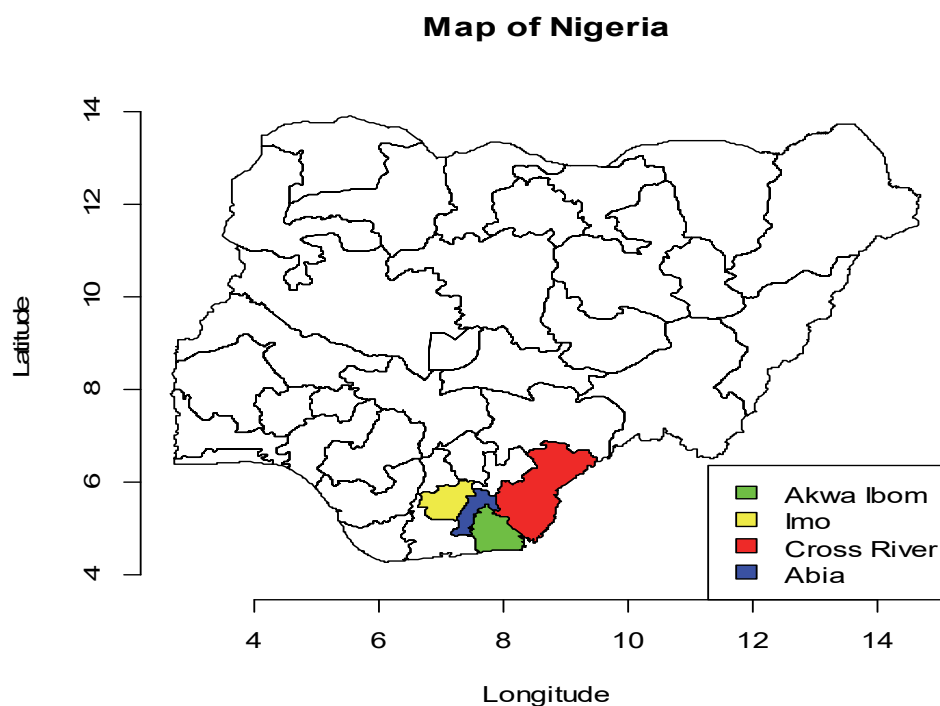 Map of Nigeria
Latitude
14
12
10
8
6
4
4 6 8 10 12 14
Longitude
Akwa Ibom
Imo
Cross River
Abia